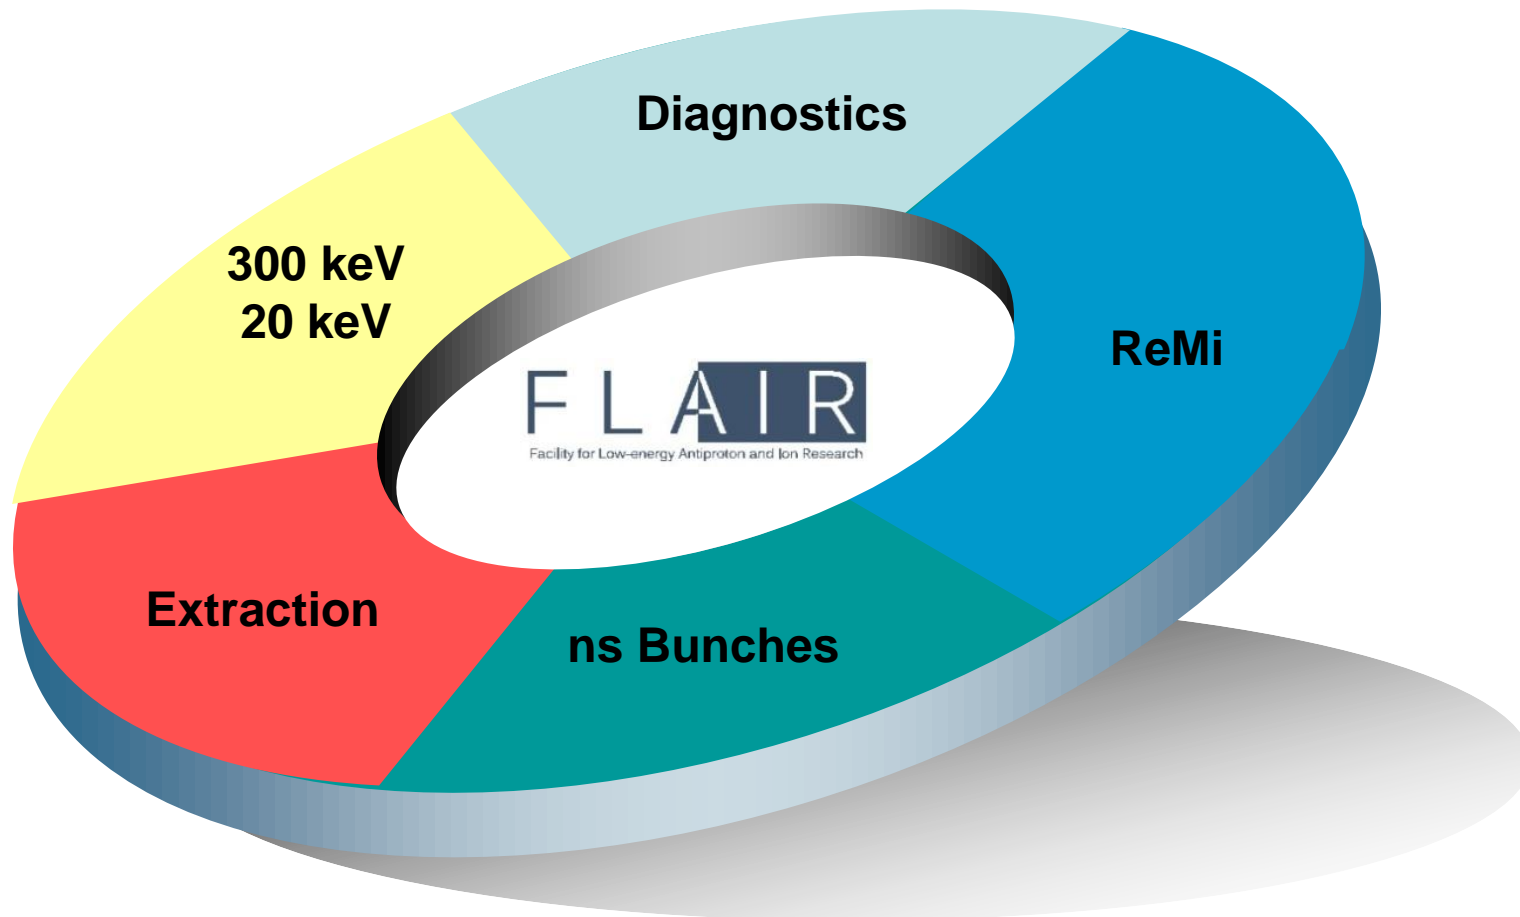 Diagnostics
300 keV
20 keV
ReMi
FLAIR
Facility for Low-energy Antiproton and Ion Research
Extraction
ns Bunches